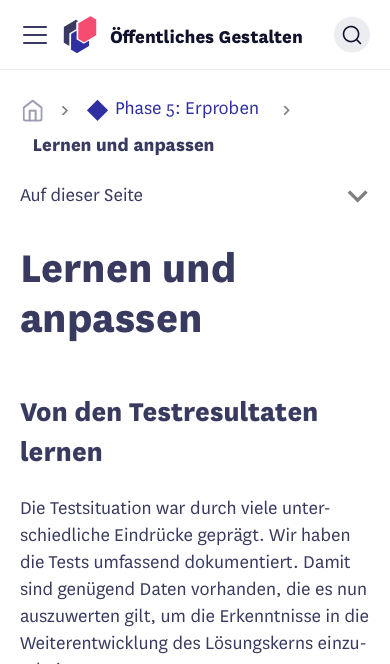 Öffentliches Gestalten
Phase 5: Erproben
Lernen und anpassen
Auf dieser Seite
Lernen und
anpassen
Von den Testresultaten
lernen
Die Testsituation war durch viele unter-
schiedliche Eindrücke geprägt. Wir haben
die Tests umfassend dokumentiert. Damit
sind genügend Daten vorhanden, die es nun
auszuwerten gilt, um die Erkenntnisse in die
Weiterentwicklung des Lösungskerns einzu-